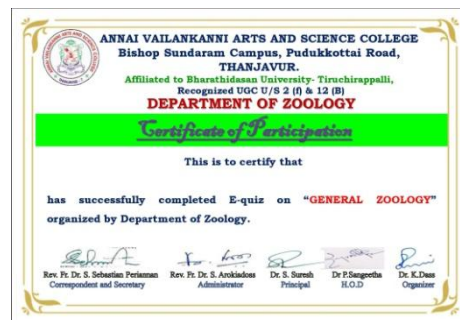 ANNAI VAILANKANNI ARTS AND SCIENCE COLLEGE
Bishop Sundaram Campus, Pudukkottai Road,
THANJAVUR.
Affiliated to Bharathidasan University- Tiruchirappalli,
Recognized UGC U/S 2 (f) & 12 (B)
DEPARTMENT OF ZOOLOGY
Certificate of Participation
This is to certify that
has successfully completed E-quiz on “GENERAL ZOOLOGY”
organized by Department of Zoology.
Rev. Fr. Dr. S. Sebastian Periannan Rev. Fr. Dr. S. Arokiadoss Dr. S. Suresh Dr P.Sangeetha Dr. K.Dass
Correspondent and Secretary Administrator Principal H.O.D Organizer